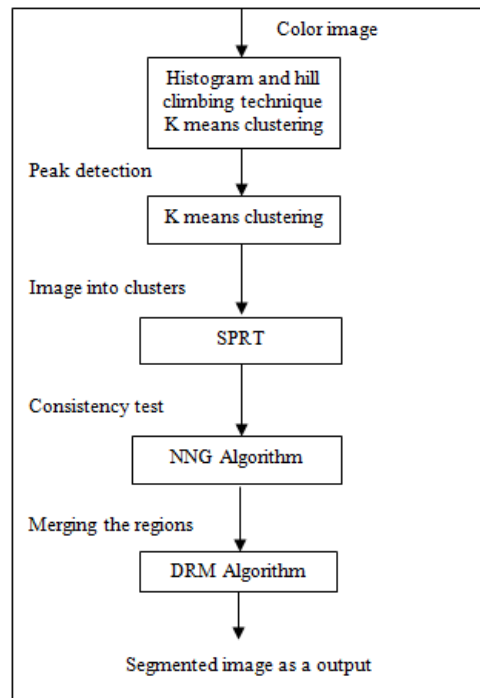 Color image
Histogram and hill
climbing technique
K means clustering
Peak detection
K means clustering
Image into clusters
SPRT
Consistency test
NNG Algorithm
Merging the regions
DRM Algorithm
Segmented image as a output